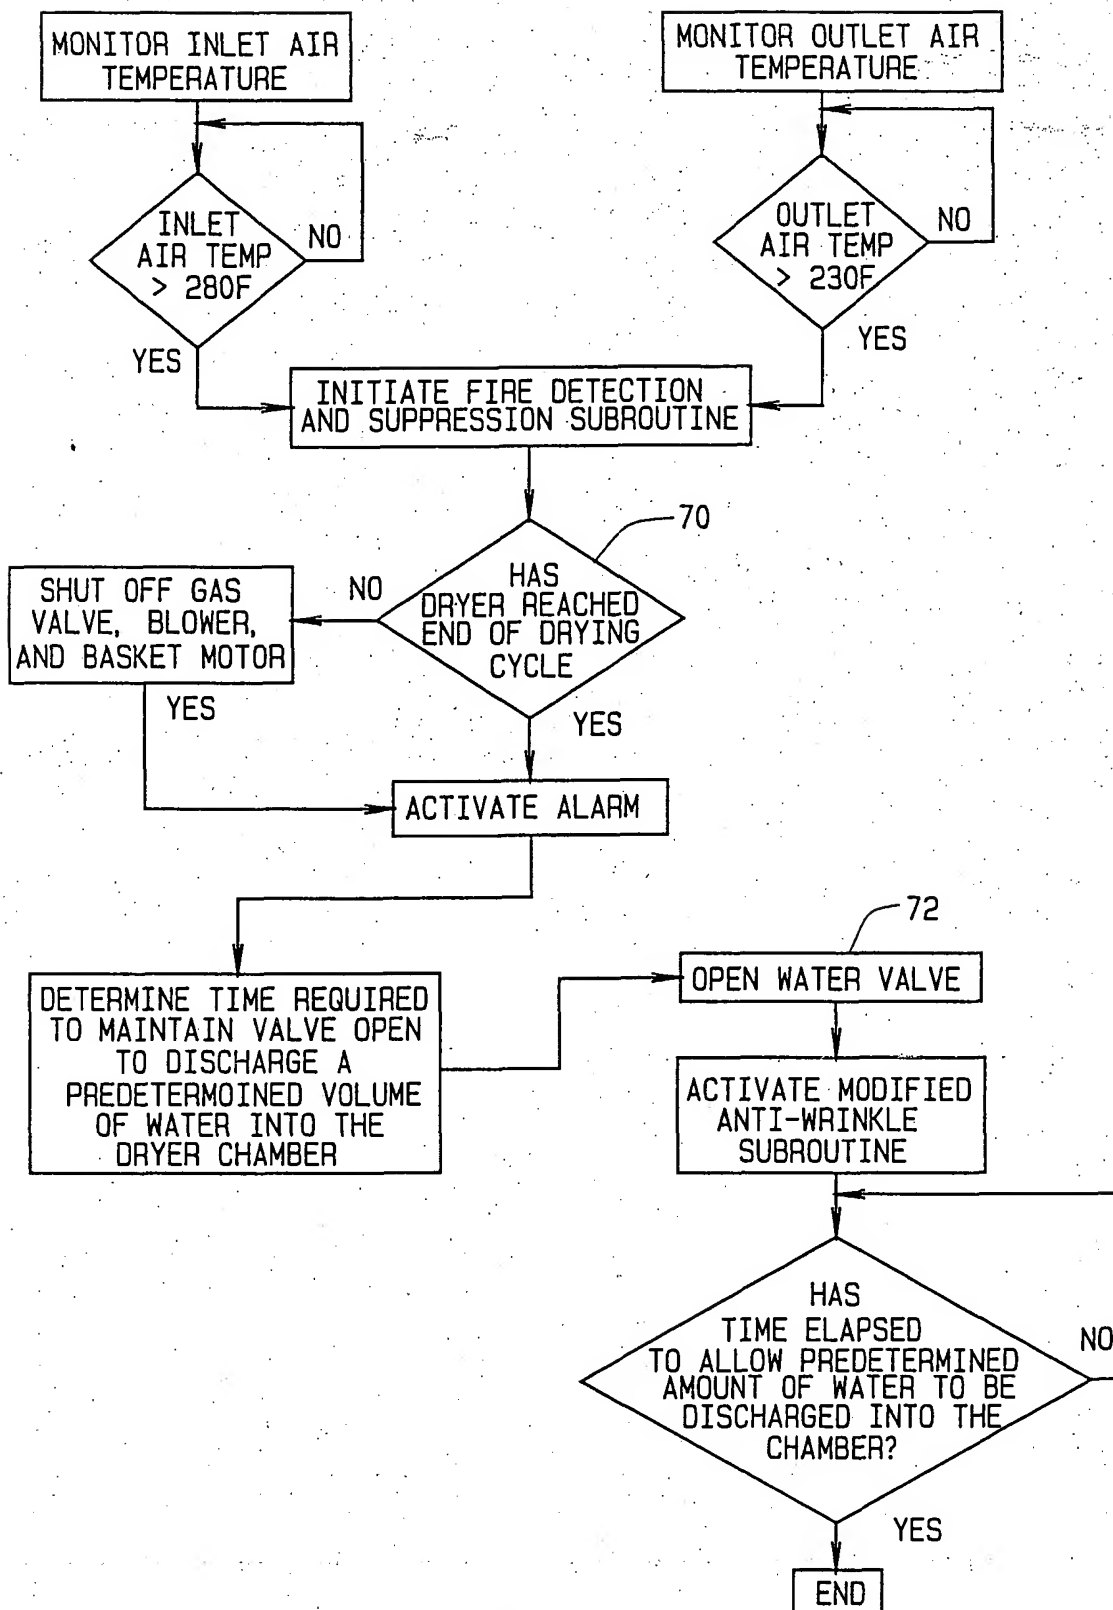 MONITOR INLET AIR
TEMPERATURE
MONITOR OUTLET AIR
TEMPERATURE
INLET
AIR TEMP
> 280F
NO
YES
OUTLET
AIR TEMP
> 230F
NO
YES
INITIATE FIRE DETECTION
AND SUPPRESSION SUBROUTINE
70
HAS
DRYER REACHED
END OF DRYING
CYCLE
NO
YES
SHUT OFF GAS
VALVE, BLOWER,
AND BASKET MOTOR
YES
ACTIVATE ALARM
72
DETERMINE TIME REQUIRED
TO MAINTAIN VALVE OPEN
TO DISCHARGE A
PREDETERMOINED VOLUME
OF WATER INTO THE
DRYER CHAMBER
OPEN WATER VALVE
ACTIVATE MODIFIED
ANTI-WRINKLE
SUBROUTINE
HAS
TIME ELAPSED
TO ALLOW PREDETERMINED
AMOUNT OF WATER TO BE
DISCHARGED INTO THE
CHAMBER?
NO
YES
END